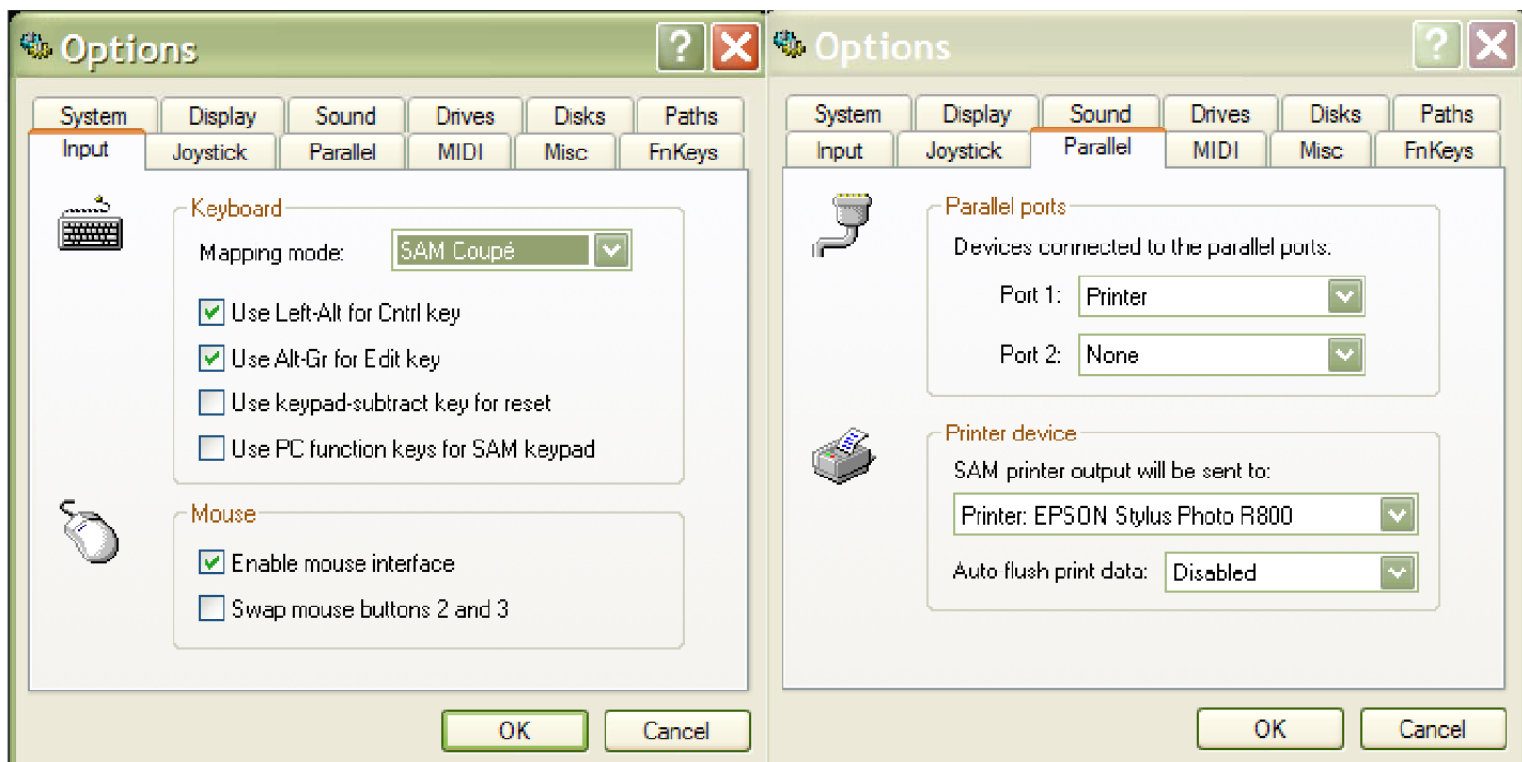 Options
System Display Sound Drives Disks Paths
Input Joystick Parallel MIDI Misc FnKeys
Keyboard
Mapping mode: SAM Coupé
Use Left-Alt for Cntrl key
Use Alt-Gr for Edit key
Use keypad-subtract key for reset
Use PC function keys for SAM keypad
Mouse
Enable mouse interface
Swap mouse buttons 2 and 3
OK Cancel
Options
System Display Sound Drives Disks Paths
Input Joystick Parallel MIDI Misc FnKeys
Parallel ports
Devices connected to the parallel ports:
Port 1: Printer
Port 2: None
Printer device
SAM printer output will be sent to:
Printer: EPSON Stylus Photo R800
Auto flush print data: Disabled
OK Cancel